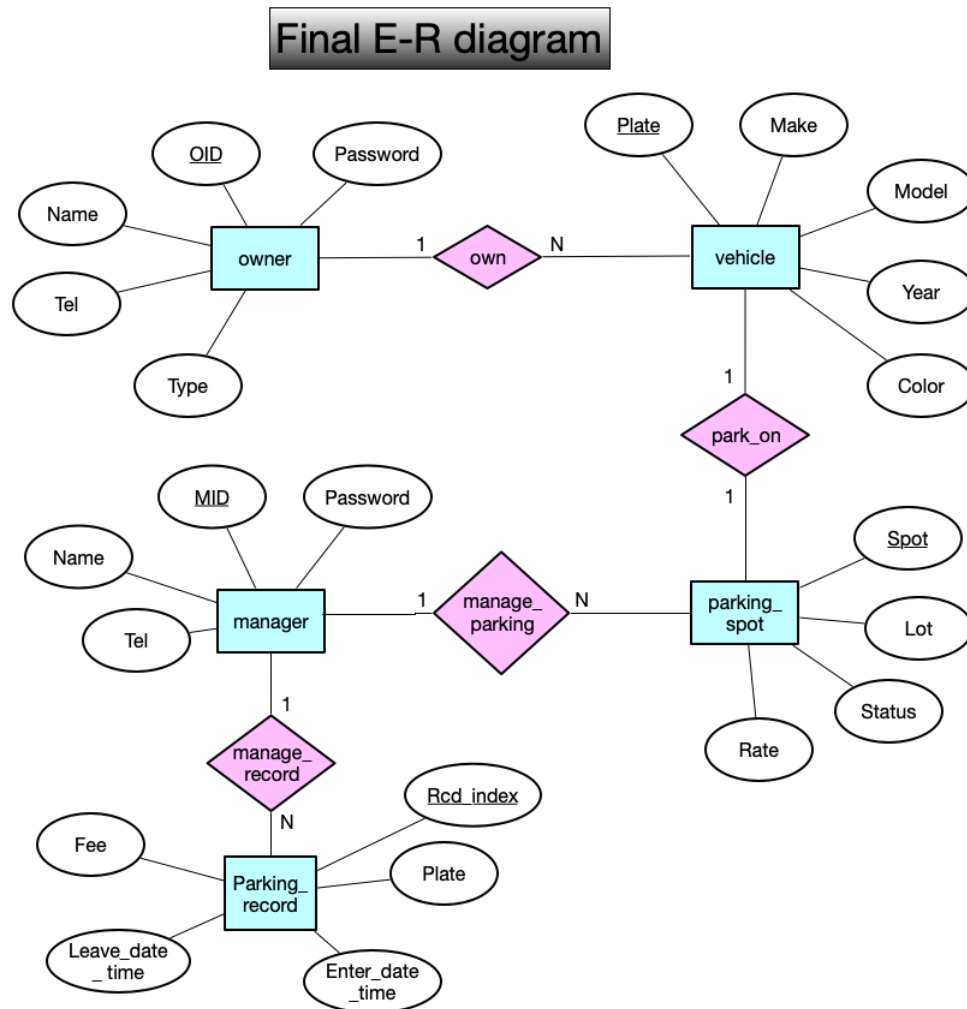 Final E-R diagram
OID
Password
Name
Tel
Type
owner
1
own
N
Plate
Make
Model
Year
Color
vehicle
1
park_on
1
MID
Password
Name
Tel
manager
1
manage_
parking
N
parking_
spot
Spot
Lot
Status
Rate
1
manage_
record
N
Parking_
record
Rcd_index
Plate
Fee
Leave_date
_ time
Enter_date
_time